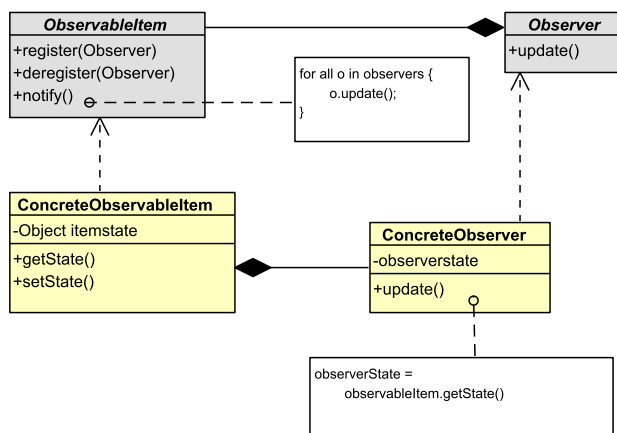 ObservableItem
+register(Observer)
+deregister(Observer)
+notify()
Observer
+update()
for all o in observers {
o.update();
}
ConcreteObservableItem
-Object itemstate
+getState()
+setState()
ConcreteObserver
-observerstate
+update()
observerState =
observableItem.getState()